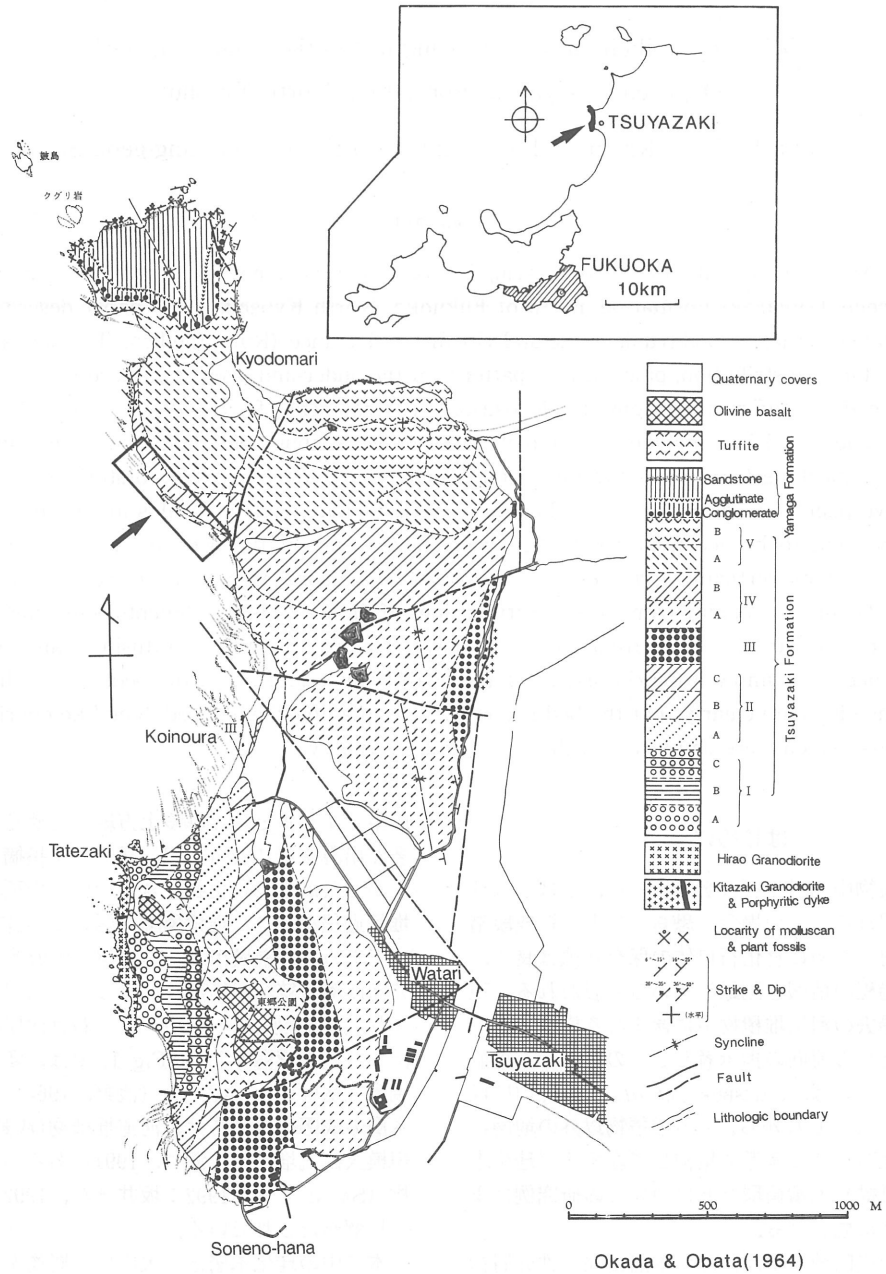 TSUYAZAKI
FUKUOKA
10km
鼓島
クグリ岩
Kyodomari
Koinoura
III
Tatezaki
東郷公園
Watari
Tsuyazaki
Soneno-hana
Quaternary covers
Olivine basalt
Tuffite
Sandstone
Agglutinate
Conglomerate
Yamaga Formation
B
A
V
B
A
IV
III
C
B
A
II
C
B
A
I
Tsuyazaki Formation
Hirao Granodiorite
Kitazaki Granodiorite
& Porphyritic dyke
Locarity of molluscan
& plant fossils
Strike & Dip
(水平)
Syncline
Fault
Lithologic boundary
0 500 1000 M
Okada & Obata(1964)